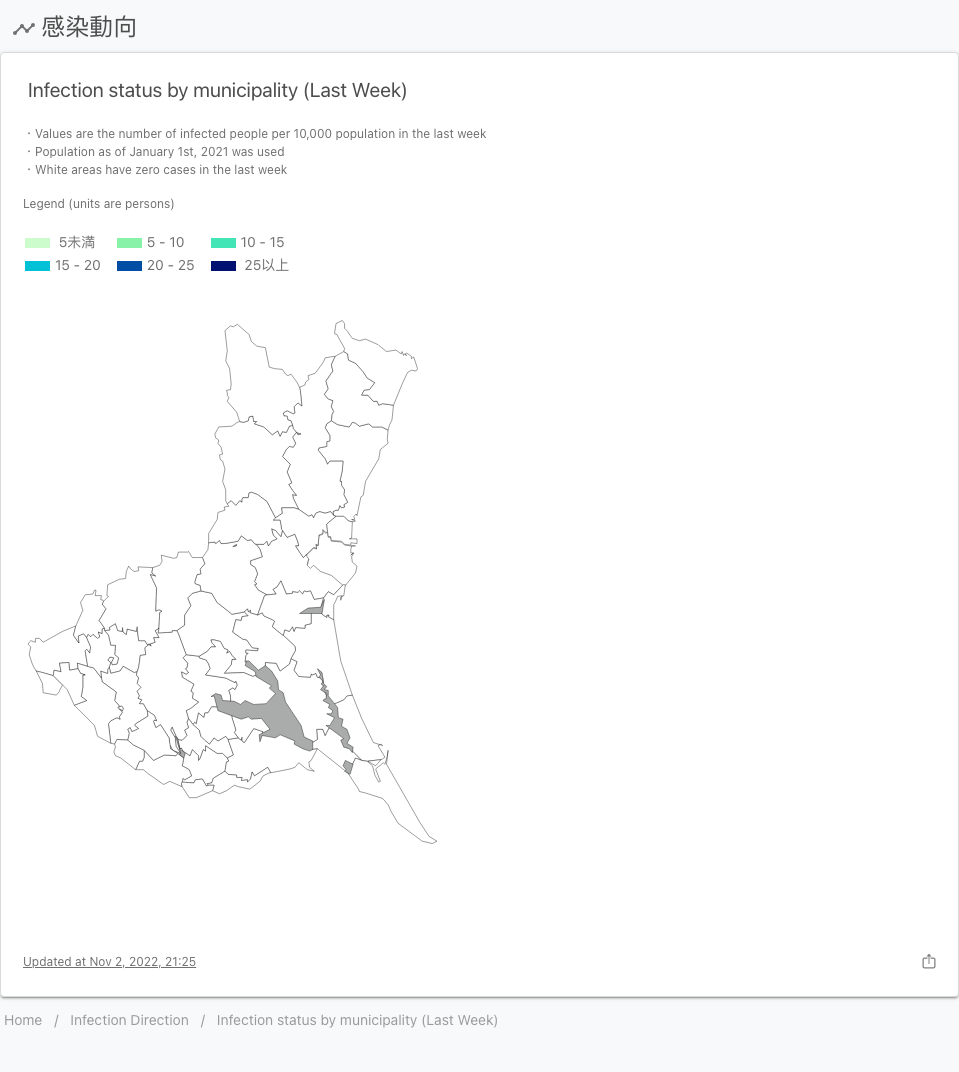 感染動向
Infection status by municipality (Last Week)
・Values are the number of infected people per 10,000 population in the last week
・Population as of January 1st, 2021 was used
・White areas have zero cases in the last week
Legend (units are persons)
5未満 5 - 10 10 - 15
15 - 20 20 - 25 25以上
Updated at Nov 2, 2022, 21:25
Home / Infection Direction / Infection status by municipality (Last Week)